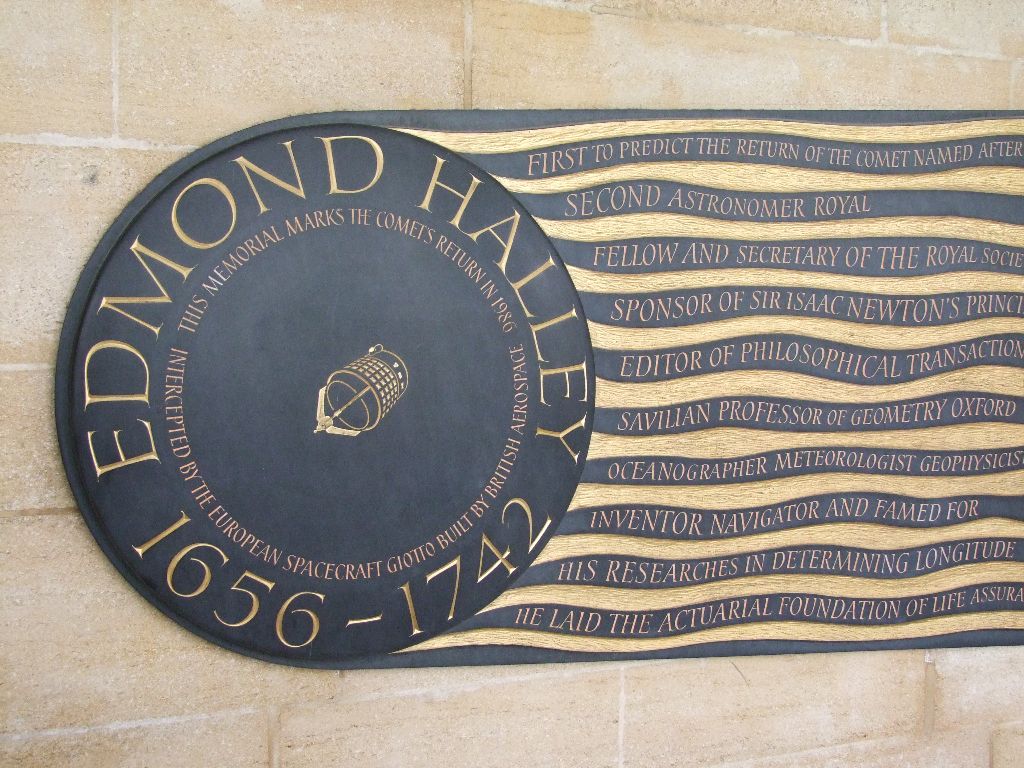 EDMOND HALLEY
1656-1742
THIS MEMORIAL MARKS THE COMET'S RETURN IN 1986
INTERCEPTED BY THE EUROPEAN SPACECRAFT GIOTTO BUILT BY BRITISH AEROSPACE
FIRST TO PREDICT THE RETURN OF THE COMET NAMED AFTER
SECOND ASTRONOMER ROYAL
FELLOW AND SECRETARY OF THE ROYAL SOCIE
SPONSOR OF SIR ISAAC NEWTON'S PRINCI
EDITOR OF PHILOSOPHICAL TRANSACTION
SAVILIAN PROFESSOR OF GEOMETRY OXFORD
OCEANOGRAPHER METEOROLOGIST GEOPHYSICIST
INVENTOR NAVIGATOR AND FAMED FOR
HIS RESEARCHES IN DETERMINING LONGITUDE
HE LAID THE ACTUARIAL FOUNDATION OF LIFE ASSURA